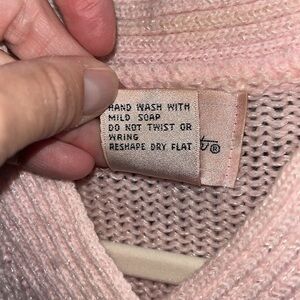 HAND WASH WITH
MILD SOAP
DO NOT TWIST OR
WRING
RESHAPE DRY FLAT
®